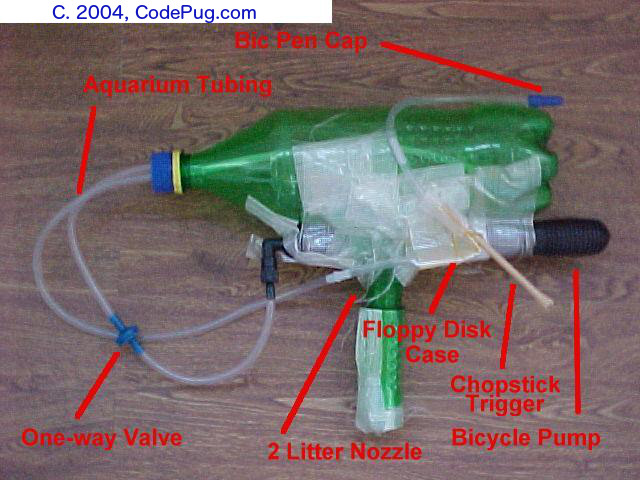 C. 2004, CodePug.com
Bic Pen Cap
Aquarium Tubing
Floppy Disk
Case
Chopstick
Trigger
One-way Valve
2 Litter Nozzle
Bicycle Pump